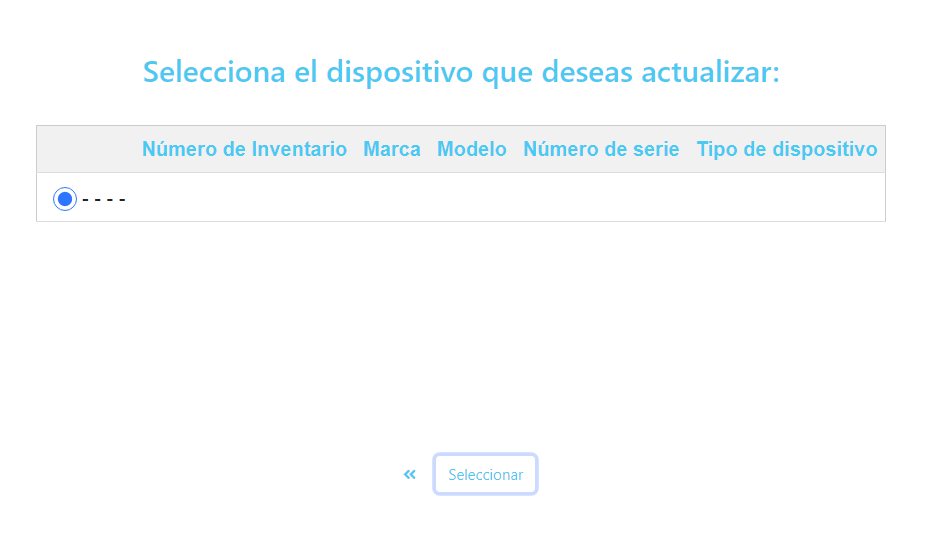 Selecciona el dispositivo que deseas actualizar:
Número de Inventario Marca Modelo Número de serie Tipo de dispositivo
- - - -
« Seleccionar